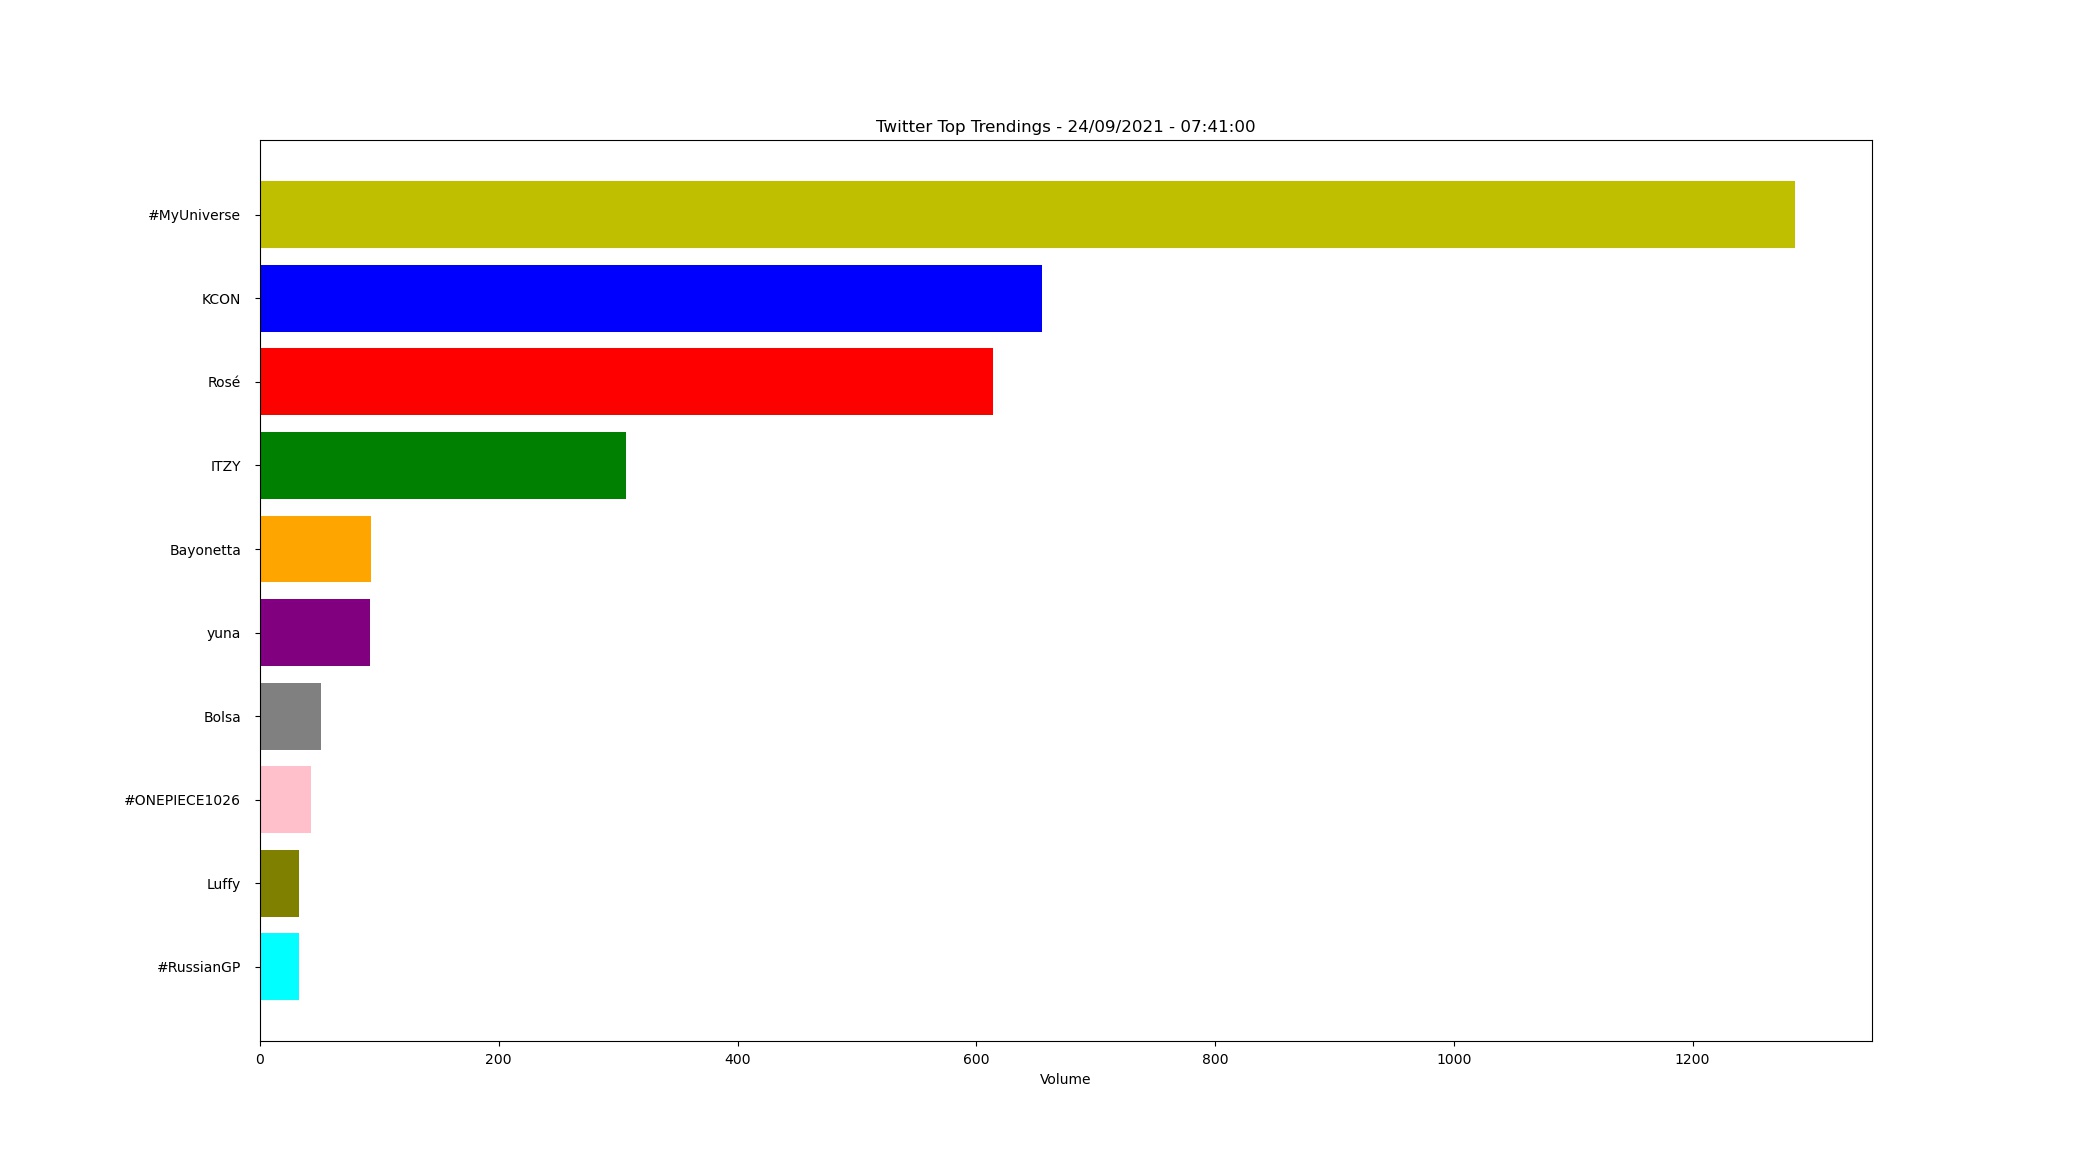 Twitter Top Trendings - 24/09/2021 - 07:41:00
#MyUniverse
KCON
Rosé
ITZY
Bayonetta
yuna
Bolsa
#ONEPIECE1026
Luffy
#RussianGP
0 200 400 600 800 1000 1200
Volume